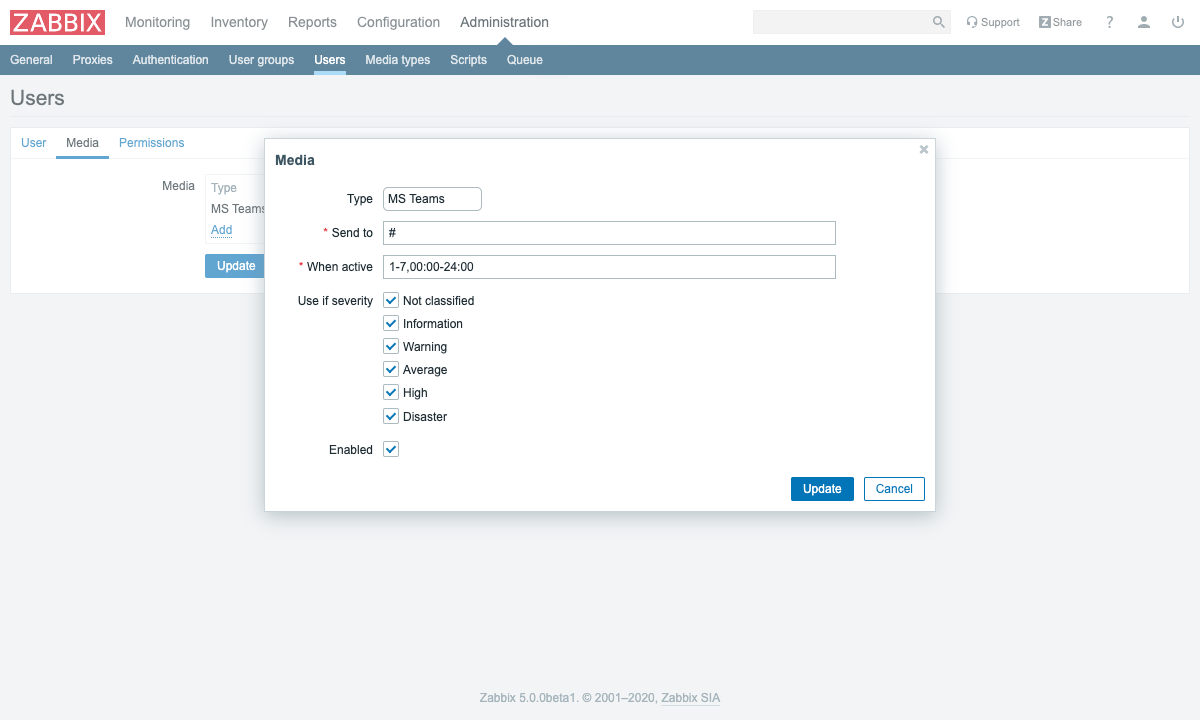 ZABBIX Monitoring Inventory Reports Configuration Administration Support Z Share ?
General Proxies Authentication User groups Users Media types Scripts Queue
Users
User Media Permissions
Media Type
MS Teams
Add
Update
Media
Type MS Teams
* Send to #
* When active 1-7,00:00-24:00
Use if severity Not classified
Information
Warning
Average
High
Disaster
Enabled
Update Cancel
Zabbix 5.0.0beta1. © 2001–2020, Zabbix SIA